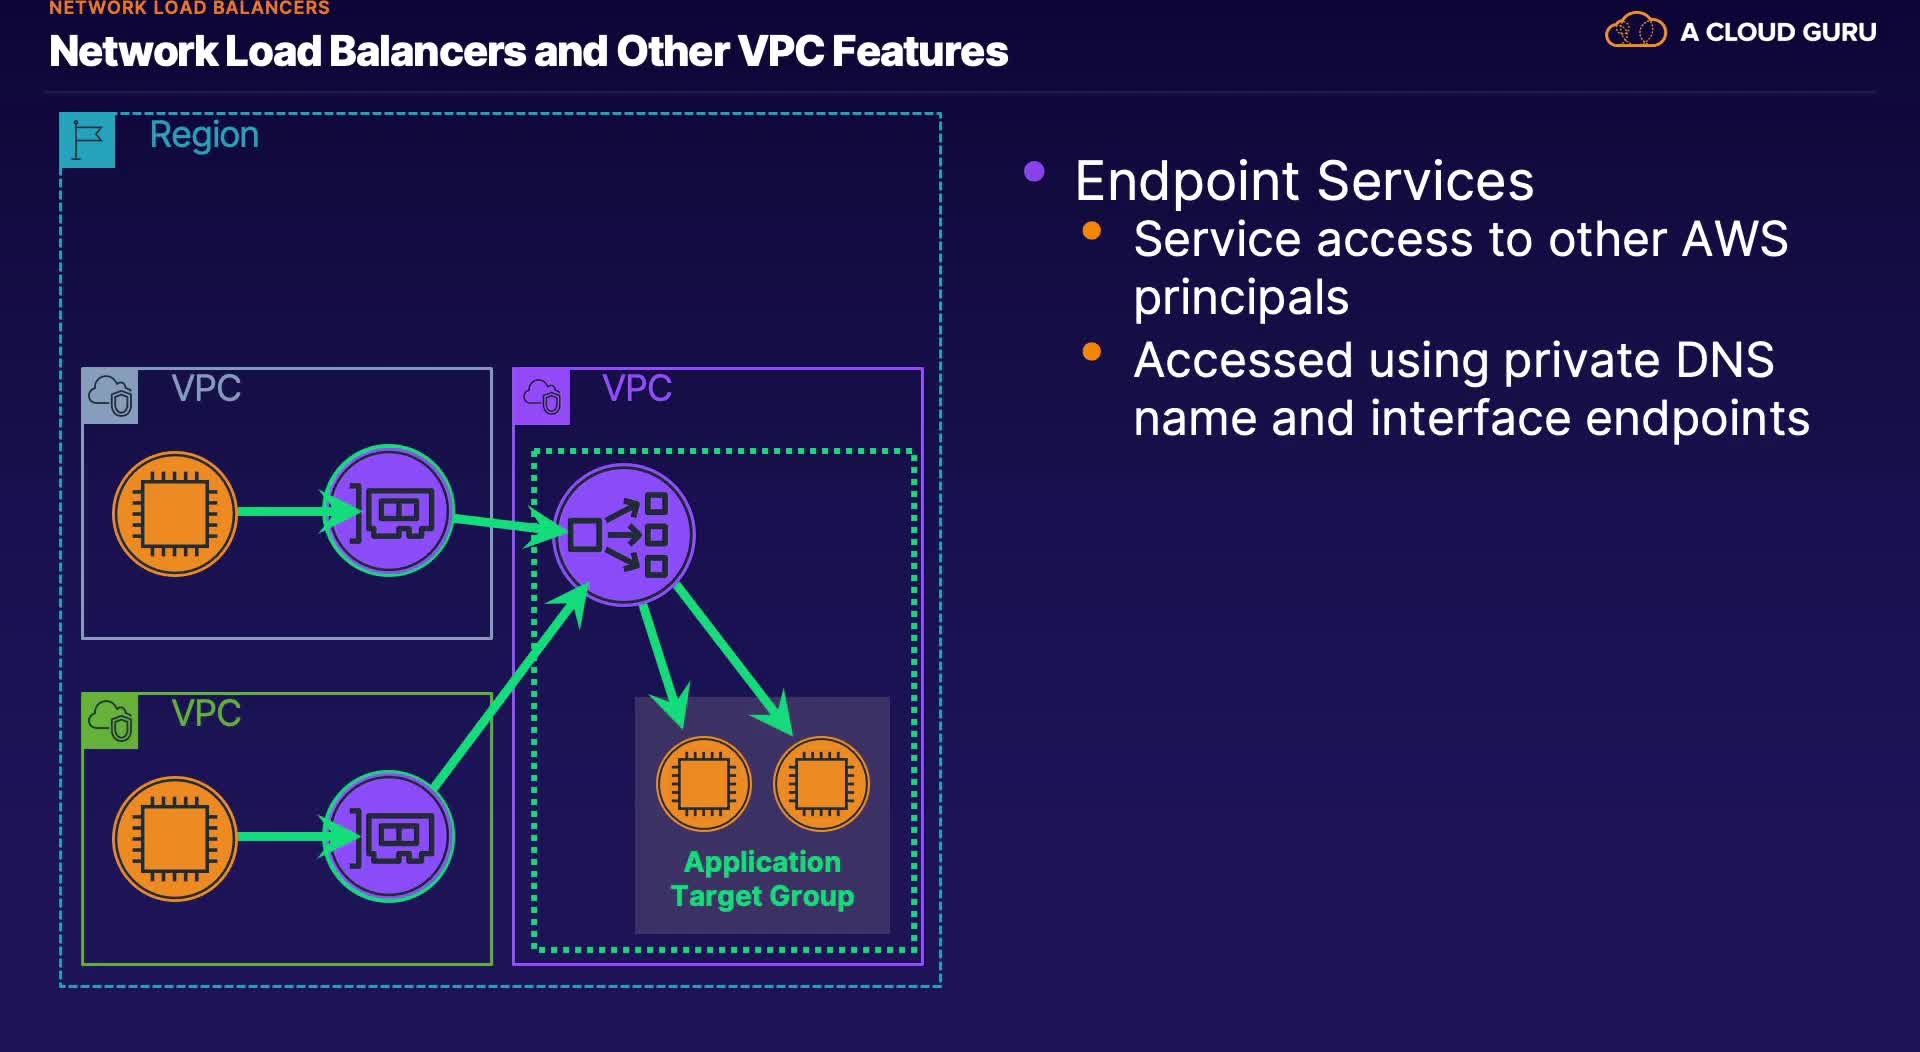 NETWORK LOAD BALANCERS
Network Load Balancers and Other VPC Features
A CLOUD GURU
Region
VPC
VPC
VPC
Application
Target Group
Endpoint Services
Service access to other AWS
principals
Accessed using private DNS
name and interface endpoints